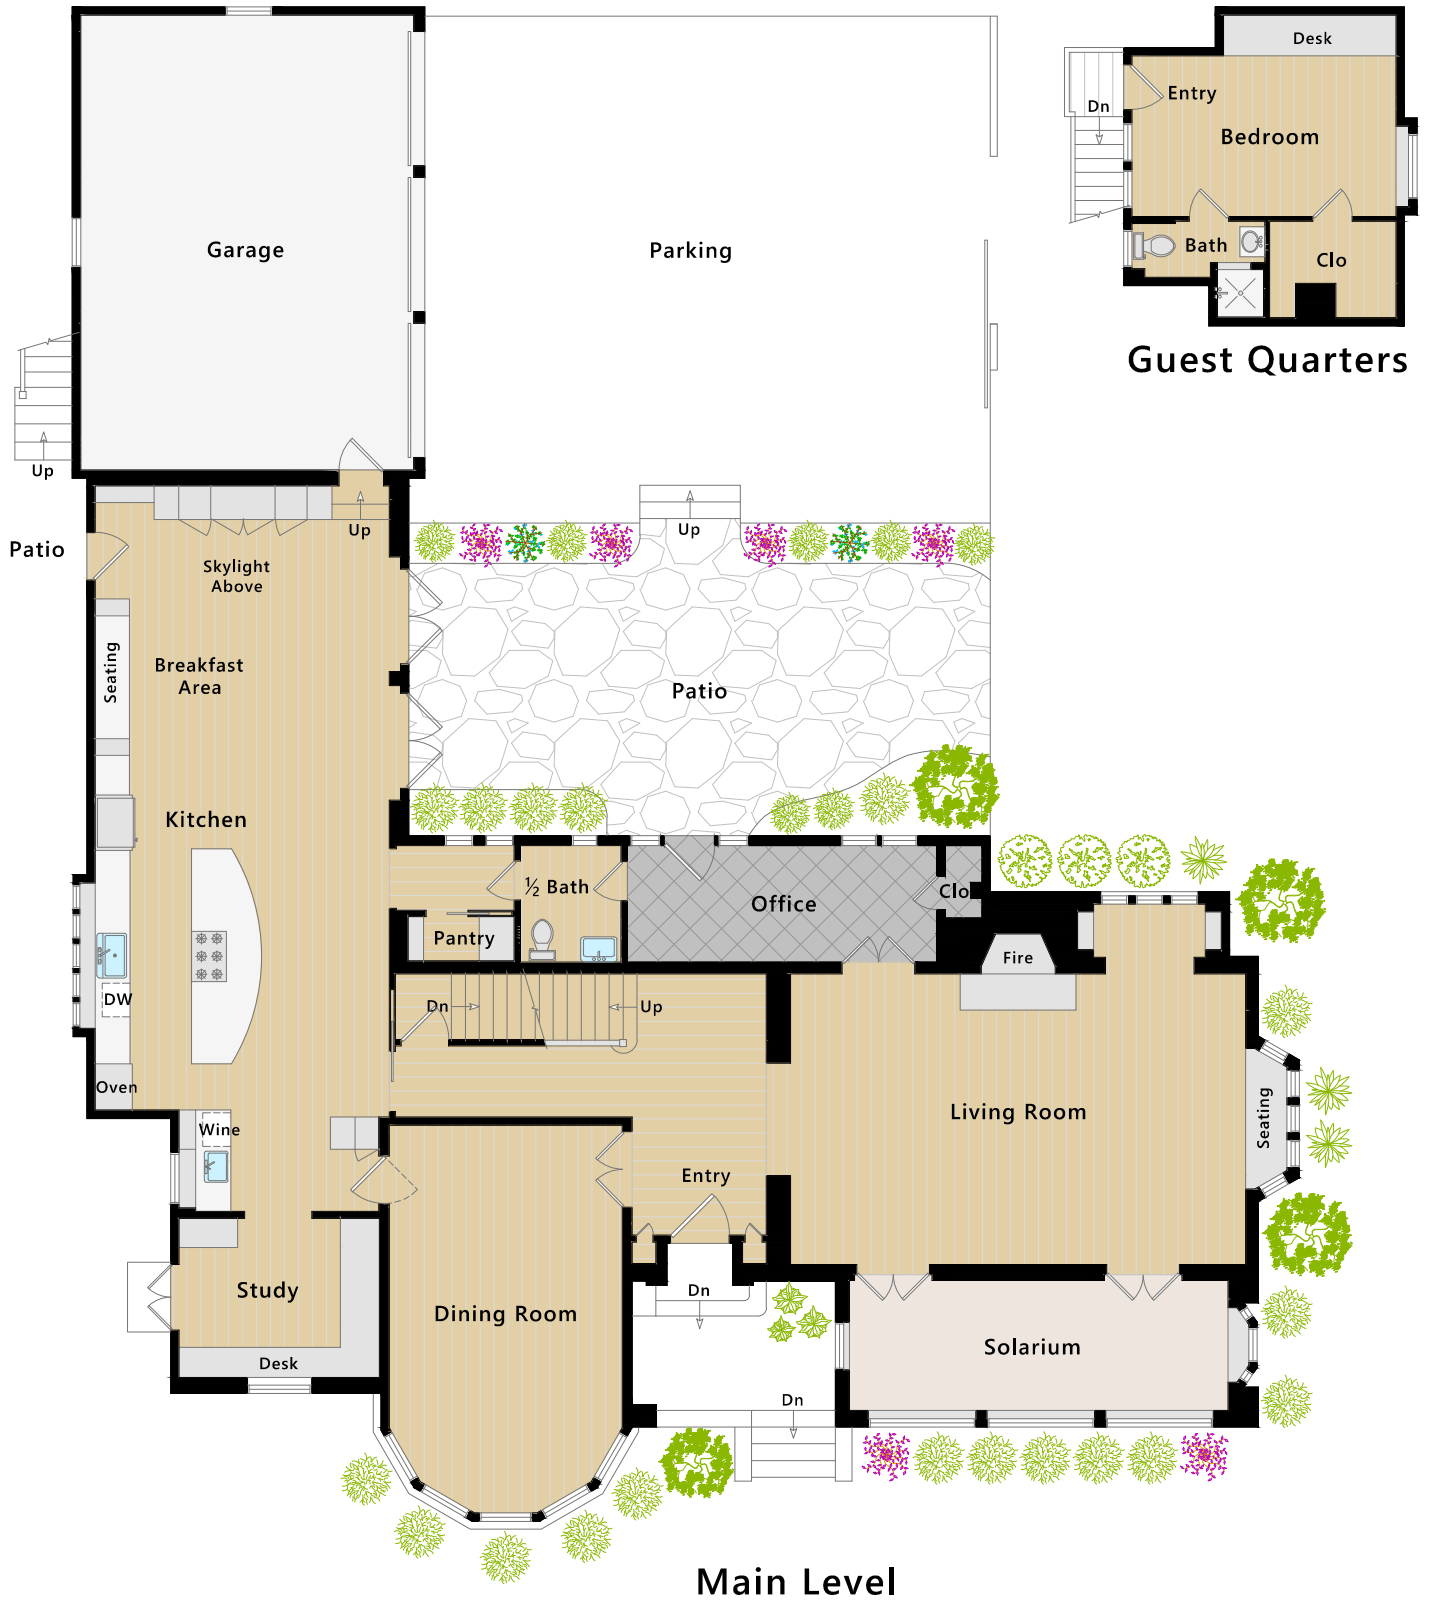 Desk
Entry
Dn
Bedroom
Bath
Clo
Guest Quarters
Garage
Parking
Up
Up
Up
Patio
Skylight
Above
Seating
Breakfast
Area
Patio
Kitchen
½ Bath
Clo
Office
Pantry
Fire
DW
Dn
Up
Oven
Living Room
Seating
Wine
Entry
Study
Dn
Dining Room
Solarium
Desk
Dn
Main Level